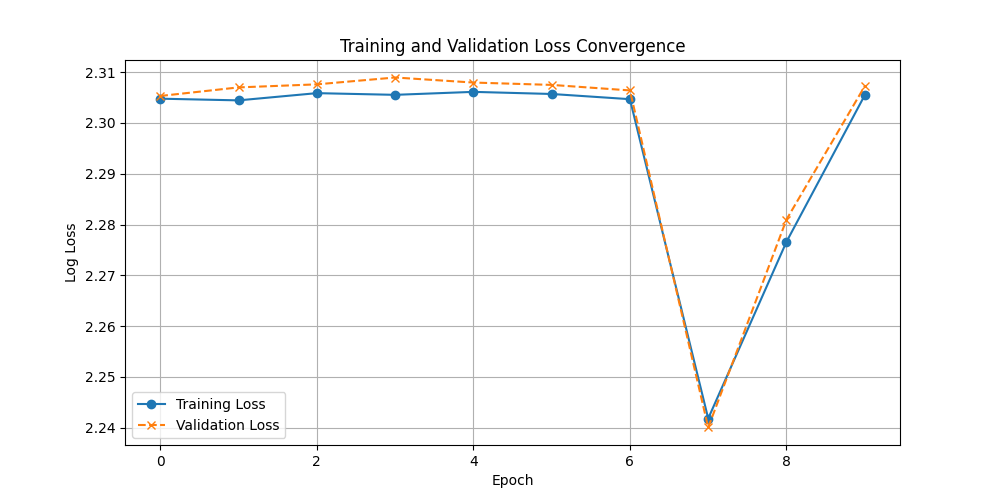 Training and Validation Loss Convergence
2.31
2.30
2.29
2.28
2.27
2.26
2.25
2.24
Log Loss
Training Loss
Validation Loss
0 2 4 6 8
Epoch